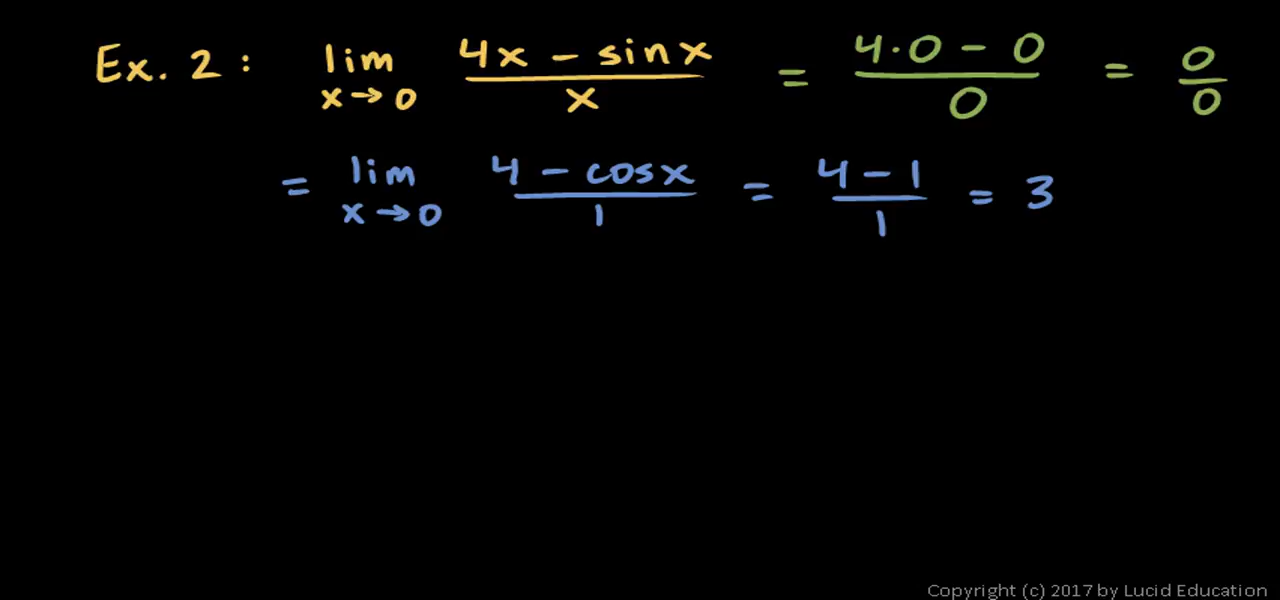 Ex. 2: lim x→0 (4x - sin x)/x = (4·0 - 0)/0 = 0/0
= lim x→0 (4 - cos x)/1 = (4 - 1)/1 = 3
Copyright (c) 2017 by Lucid Education